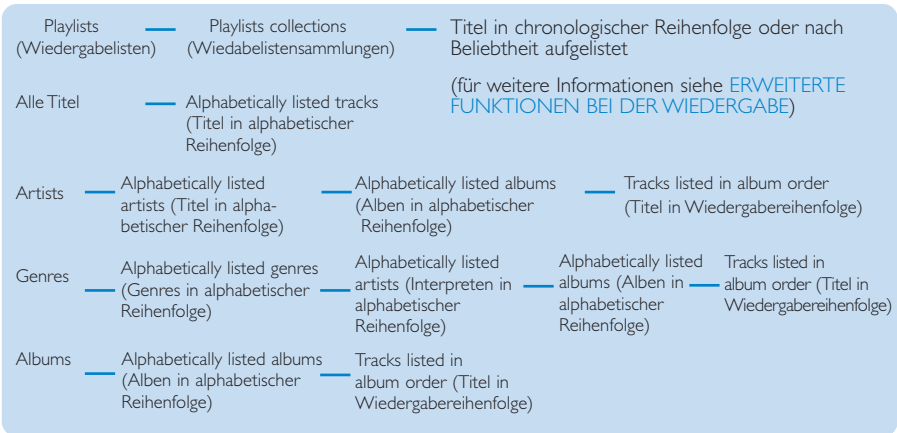 Playlists
(Wiedergabelisten)
Playlists collections
(Wiedabelistensammlungen)
Titel in chronologischer Reihenfolge oder nach
Beliebtheit aufgelistet
(für weitere Informationen siehe ERWEITERTE
FUNKTIONEN BEI DER WIEDERGABE)
Alle Titel
Alphabetically listed tracks
(Titel in alphabetischer
Reihenfolge)
Artists
Alphabetically listed
artists (Titel in alpha-
betischer Reihenfolge)
Alphabetically listed albums
(Alben in alphabetischer
Reihenfolge)
Tracks listed in album order
(Titel in Wiedergabereihenfolge)
Genres
Alphabetically listed genres
(Genres in alphabetischer
Reihenfolge)
Alphabetically listed
artists (Interpreten in
alphabetischer
Reihenfolge)
Alphabetically listed
albums (Alben in
alphabetischer
Reihenfolge)
Tracks listed in
album order (Titel in
Wiedergabereihenfolge)
Albums
Alphabetically listed albums
(Alben in alphabetischer
Reihenfolge)
Tracks listed in
album order (Titel in
Wiedergabereihenfolge)